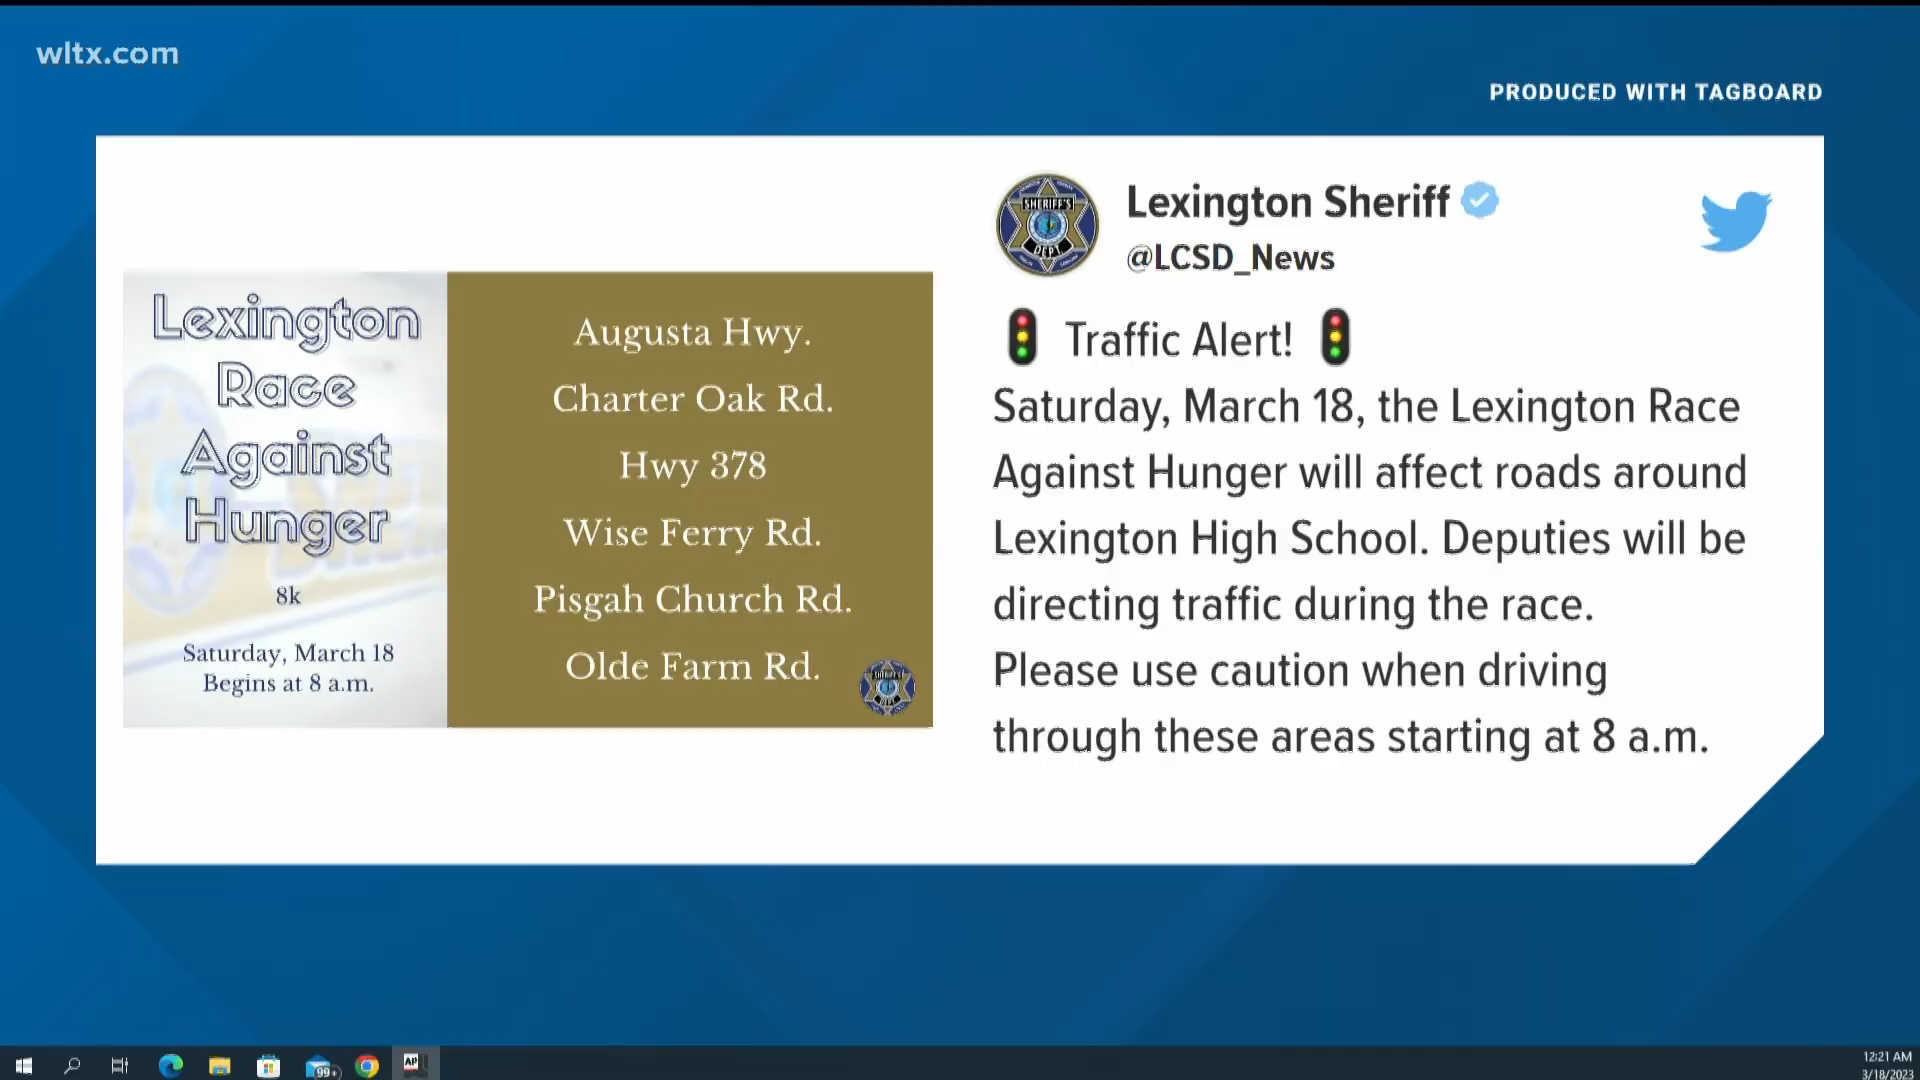 wltx.com
PRODUCED WITH TAGBOARD
Lexington
Race
Against
Hunger
8k
Saturday, March 18
Begins at 8 a.m.
Augusta Hwy.
Charter Oak Rd.
Hwy 378
Wise Ferry Rd.
Pisgah Church Rd.
Olde Farm Rd.
SHERIFF'S
DEPT.
Lexington Sheriff
@LCSD_News
Traffic Alert!
Saturday, March 18, the Lexington Race
Against Hunger will affect roads around
Lexington High School. Deputies will be
directing traffic during the race.
Please use caution when driving
through these areas starting at 8 a.m.
99+
AP
12:21 AM
3/18/2023